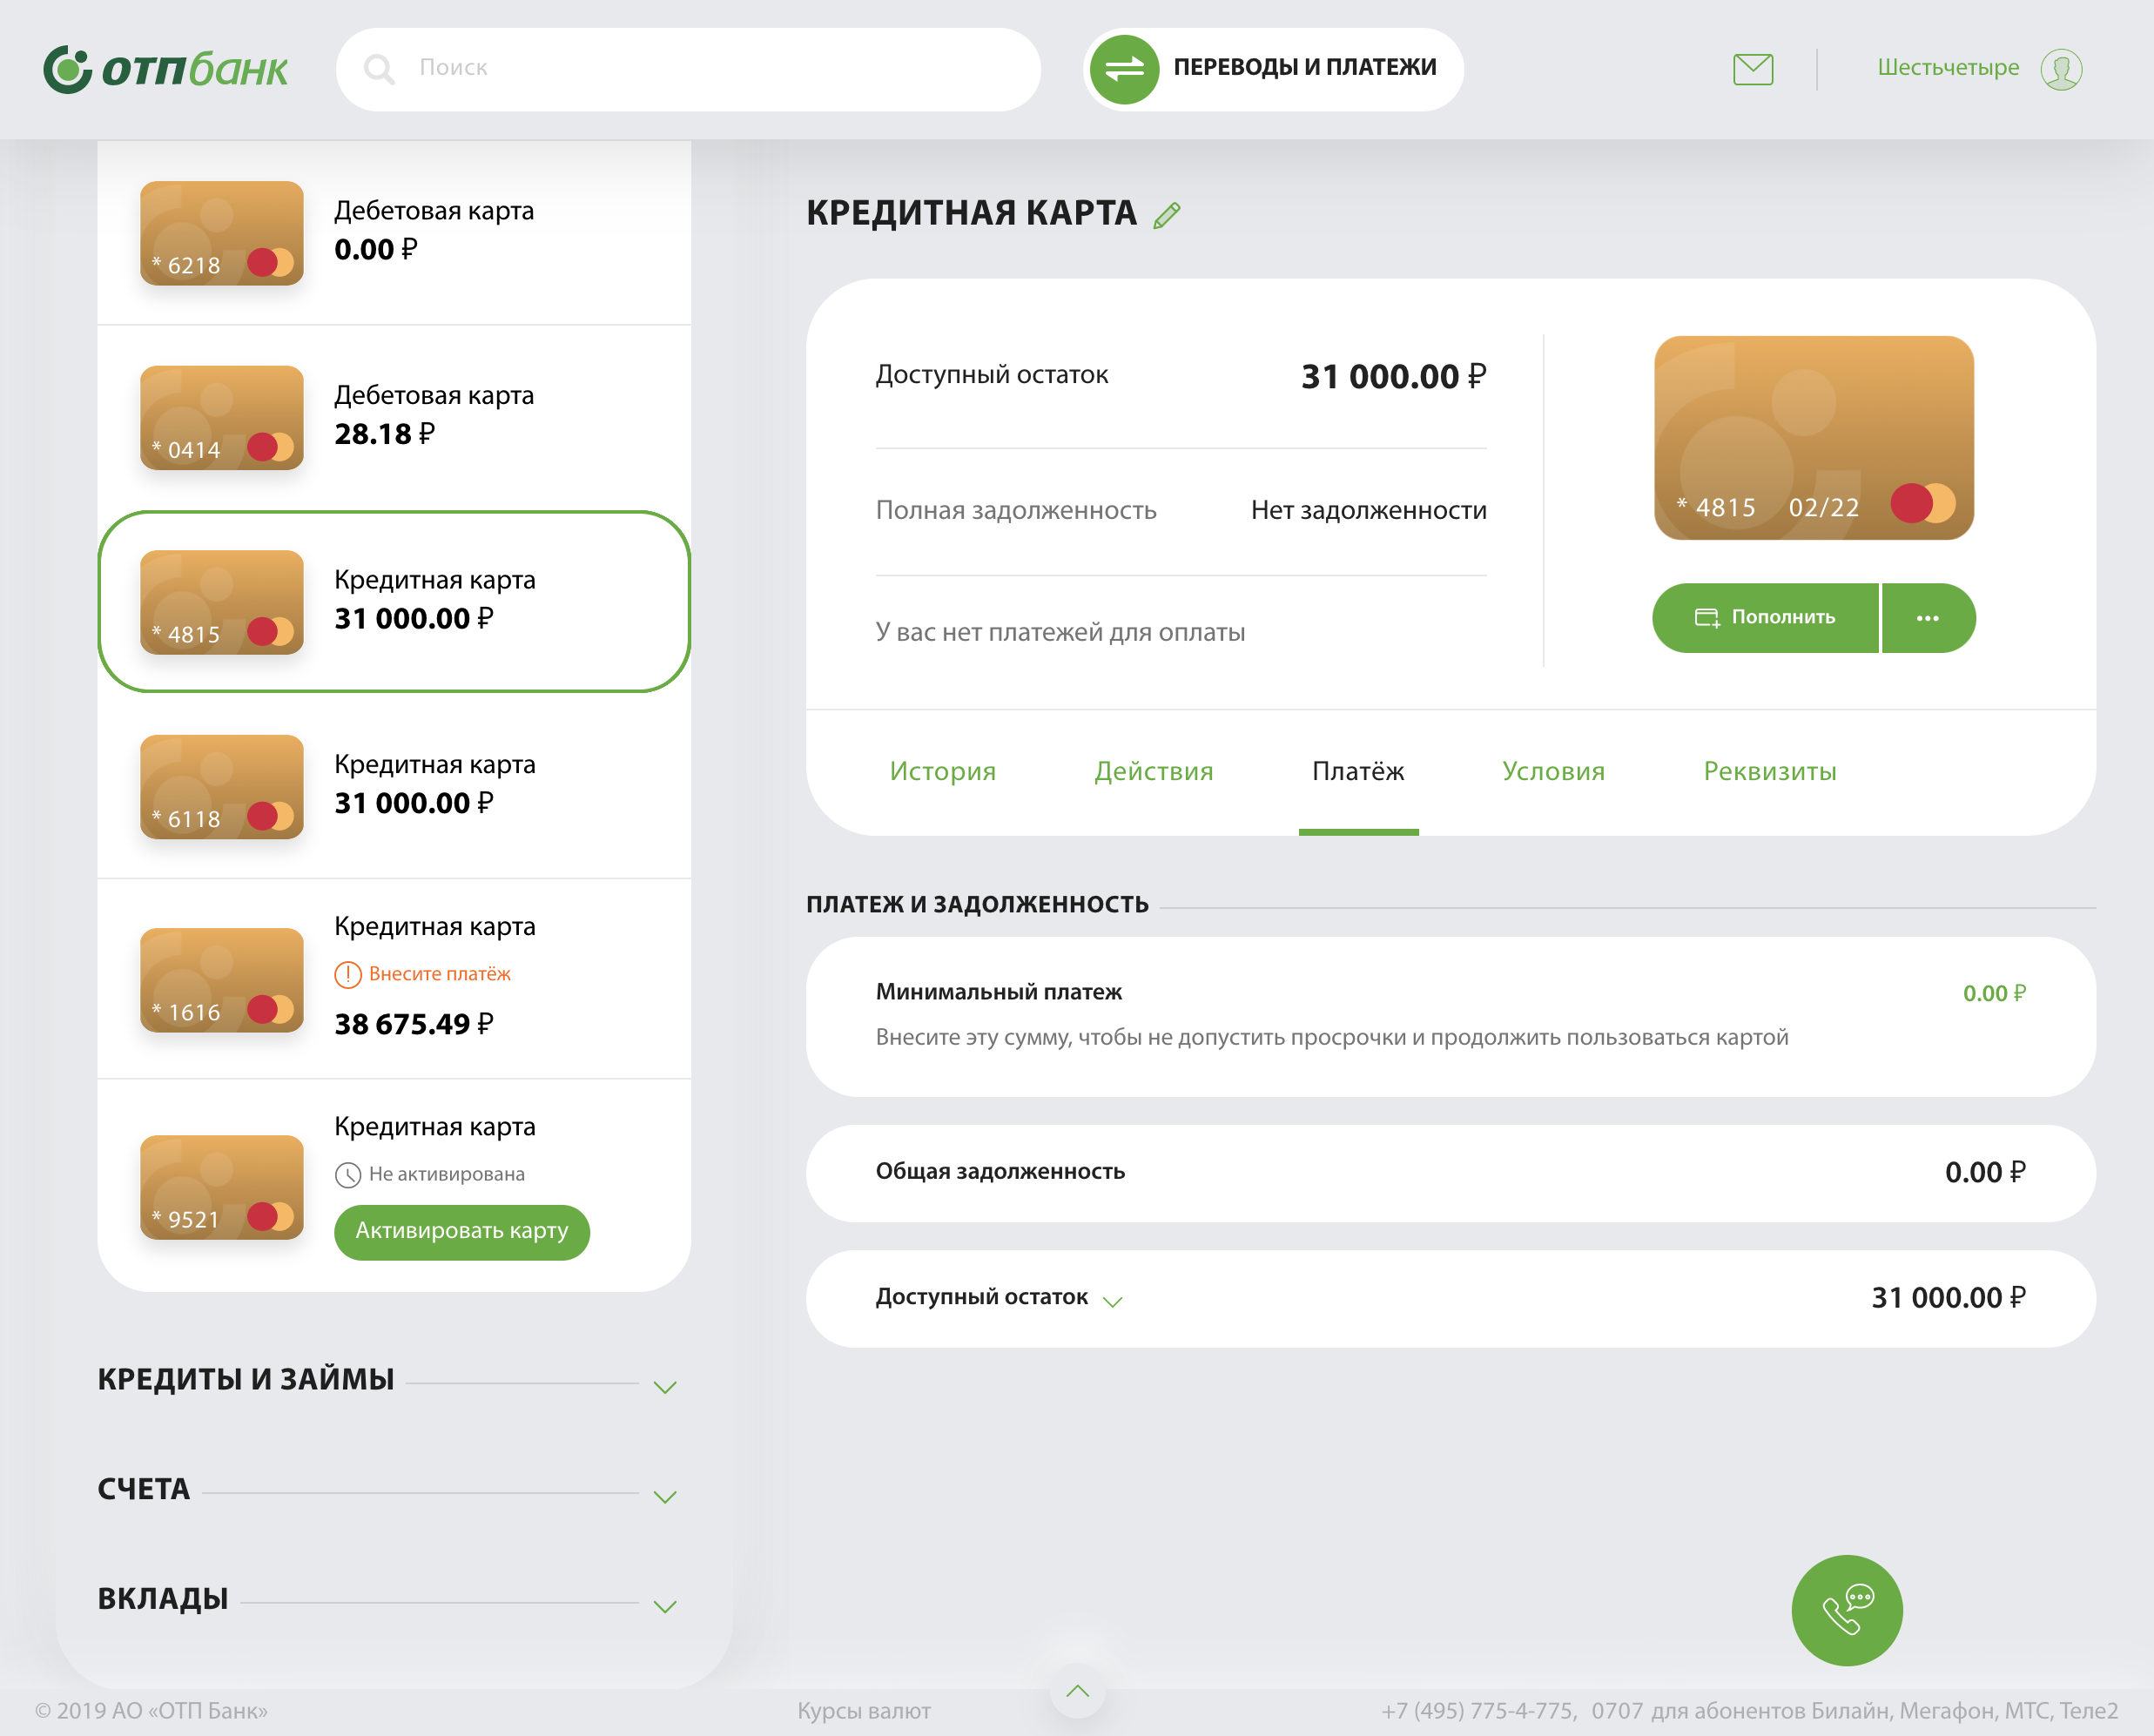 ОТПбанк
Поиск
ПЕРЕВОДЫ И ПЛАТЕЖИ
Шестьчетыре
* 6218
Дебетовая карта
0.00 ₽
* 0414
Дебетовая карта
28.18 ₽
* 4815
Кредитная карта
31 000.00 ₽
* 6118
Кредитная карта
31 000.00 ₽
* 1616
Кредитная карта
Внесите платёж
38 675.49 ₽
* 9521
Кредитная карта
Не активирована
Активировать карту
КРЕДИТЫ И ЗАЙМЫ
СЧЕТА
ВКЛАДЫ
КРЕДИТНАЯ КАРТА
Доступный остаток 31 000.00 ₽
Полная задолженность Нет задолженности
У вас нет платежей для оплаты
* 4815 02/22
Пополнить
История Действия Платёж Условия Реквизиты
ПЛАТЕЖ И ЗАДОЛЖЕННОСТЬ
Минимальный платеж 0.00 ₽
Внесите эту сумму, чтобы не допустить просрочки и продолжить пользоваться картой
Общая задолженность 0.00 ₽
Доступный остаток 31 000.00 ₽
© 2019 АО «ОТП Банк»
Курсы валют
+7 (495) 775-4-775, 0707 для абонентов Билайн, Мегафон, МТС, Теле2